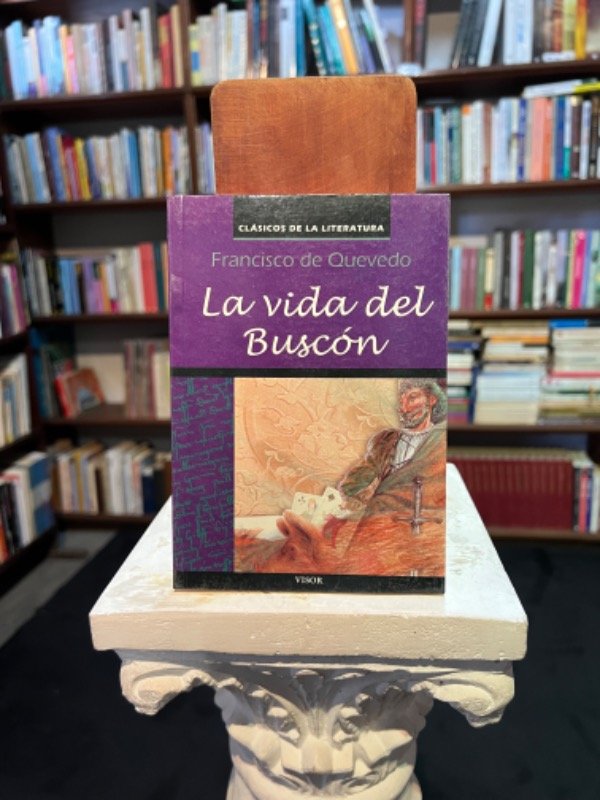 CLÁSICOS DE LA LITERATURA
Francisco de Quevedo
La vida del
Buscón
VISOR